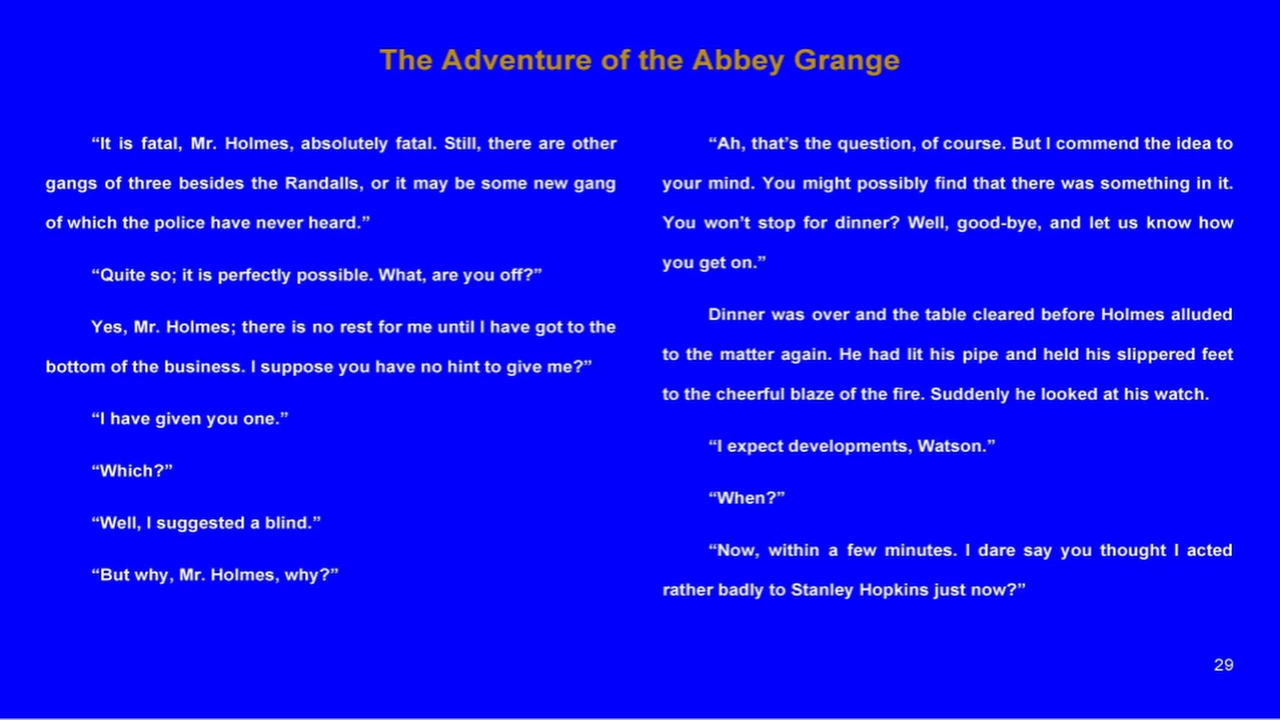 The Adventure of the Abbey Grange
“It is fatal, Mr. Holmes, absolutely fatal. Still, there are other
gangs of three besides the Randalls, or it may be some new gang
of which the police have never heard.”
“Quite so; it is perfectly possible. What, are you off?”
Yes, Mr. Holmes; there is no rest for me until I have got to the
bottom of the business. I suppose you have no hint to give me?”
“I have given you one.”
“Which?”
“Well, I suggested a blind.”
“But why, Mr. Holmes, why?”
“Ah, that’s the question, of course. But I commend the idea to
your mind. You might possibly find that there was something in it.
You won’t stop for dinner? Well, good-bye, and let us know how
you get on.”
Dinner was over and the table cleared before Holmes alluded
to the matter again. He had lit his pipe and held his slippered feet
to the cheerful blaze of the fire. Suddenly he looked at his watch.
“I expect developments, Watson.”
“When?”
“Now, within a few minutes. I dare say you thought I acted
rather badly to Stanley Hopkins just now?”
29